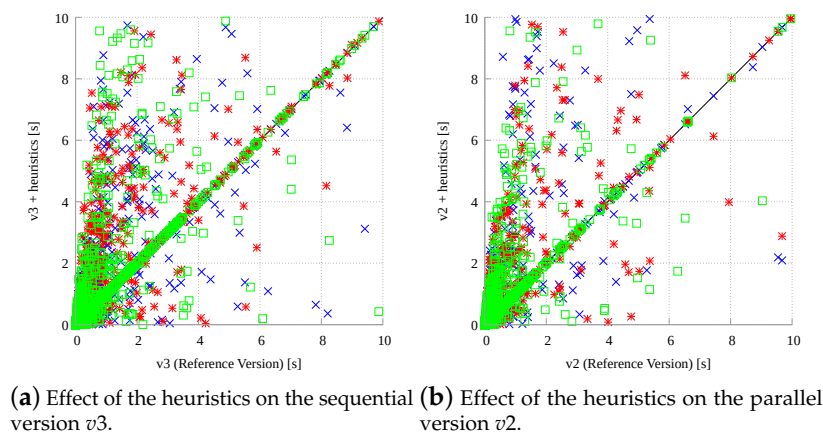 10
8
6
4
2
0
v3 + heuristics [s]
0 2 4 6 8 10
v3 (Reference Version) [s]
10
8
6
4
2
0
v2 + heuristics [s]
0 2 4 6 8 10
v2 (Reference Version) [s]
(a) Effect of the heuristics on the sequential
version v3.
(b) Effect of the heuristics on the parallel
version v2.